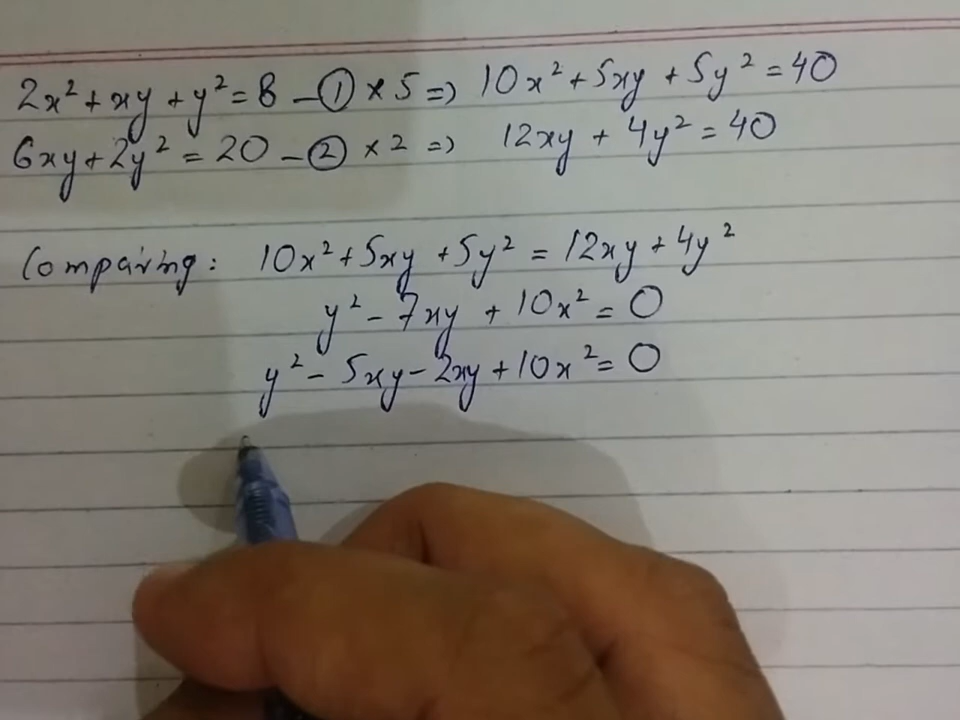 2x² + xy + y² = 8 - ① × 5 => 10x² + 5xy + 5y² = 40
6xy + 2y² = 20 - ② × 2 => 12xy + 4y² = 40
Comparing: 10x² + 5xy + 5y² = 12xy + 4y²
y² - 7xy + 10x² = 0
y² - 5xy - 2xy + 10x² = 0